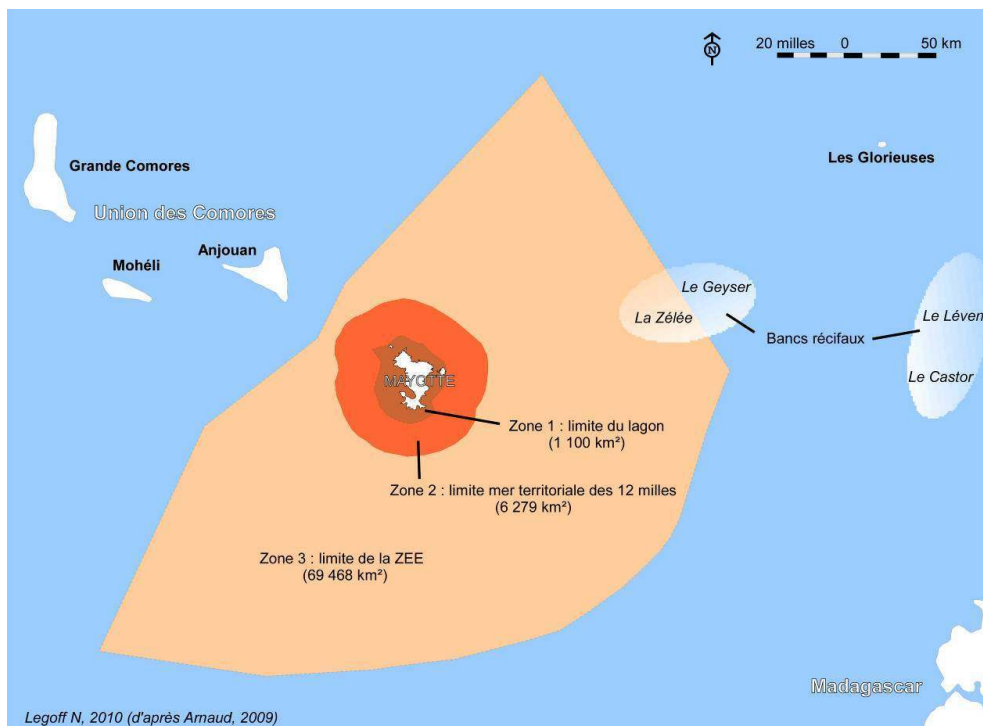 N
20 milles 0 50 km
Grande Comores
Les Glorieuses
Union des Comores
Anjouan
Mohéli
Le Geyser
La Zélée
Le Léven
Bancs récifaux
Le Castor
MAYOTTE
Zone 1 : limite du lagon
(1 100 km²)
Zone 2 : limite mer territoriale des 12 milles
(6 279 km²)
Zone 3 : limite de la ZEE
(69 468 km²)
Madagascar
Legoff N, 2010 (d'après Arnaud, 2009)